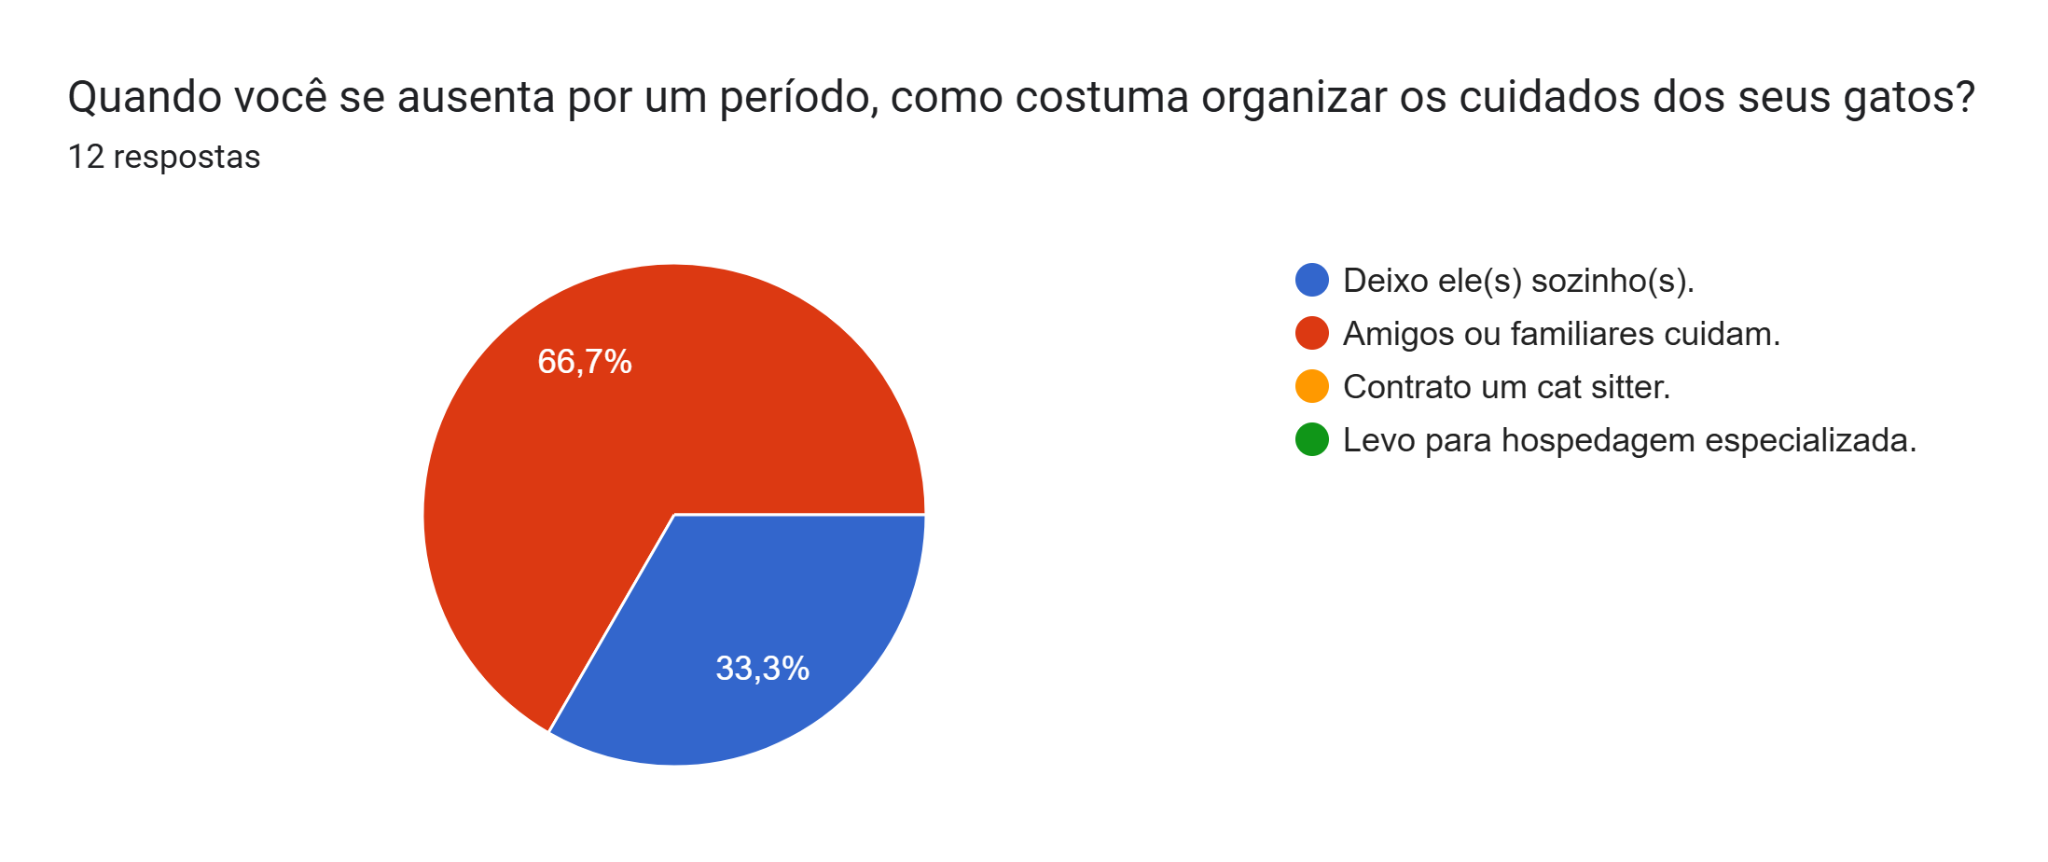 Quando você se ausenta por um período, como costuma organizar os cuidados dos seus gatos?
12 respostas
66,7%
33,3%
Deixo ele(s) sozinho(s).
Amigos ou familiares cuidam.
Contrato um cat sitter.
Levo para hospedagem especializada.